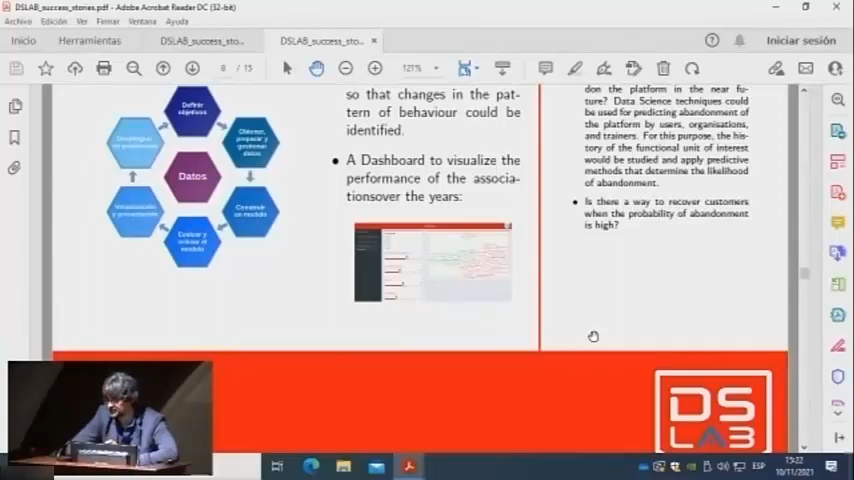 DSLAB_success_stories.pdf - Adobe Acrobat Reader DC (32-bit)
Archivo Edición Ver Firmar Ventana Ayuda
Inicio Herramientas DSLAB_success_sto... DSLAB_success_sto... × Iniciar sesión
8 / 15 121%
Definir
objetivos
Obtener,
preparar y
gestionar
datos
Construir
un modelo
Evaluar y
criticar el
modelo
Visualización
y presentación
Datos
so that changes in the pat-
tern of behaviour could be
identified.
• A Dashboard to visualize the
performance of the associa-
tionsover the years:
don the platform in the near fu-
ture? Data Science techniques could
be used for predicting abandonment
of the platform by users, organisations,
and trainers. For this purpose, the his-
tory of the functional unit of interest
would be studied and apply predictive
methods that determine the likelihood
of abandonment.
• Is there a way to recover customers
when the probability of abandonment
is high?
DS
LAB
ESP
15:22
10/11/2021